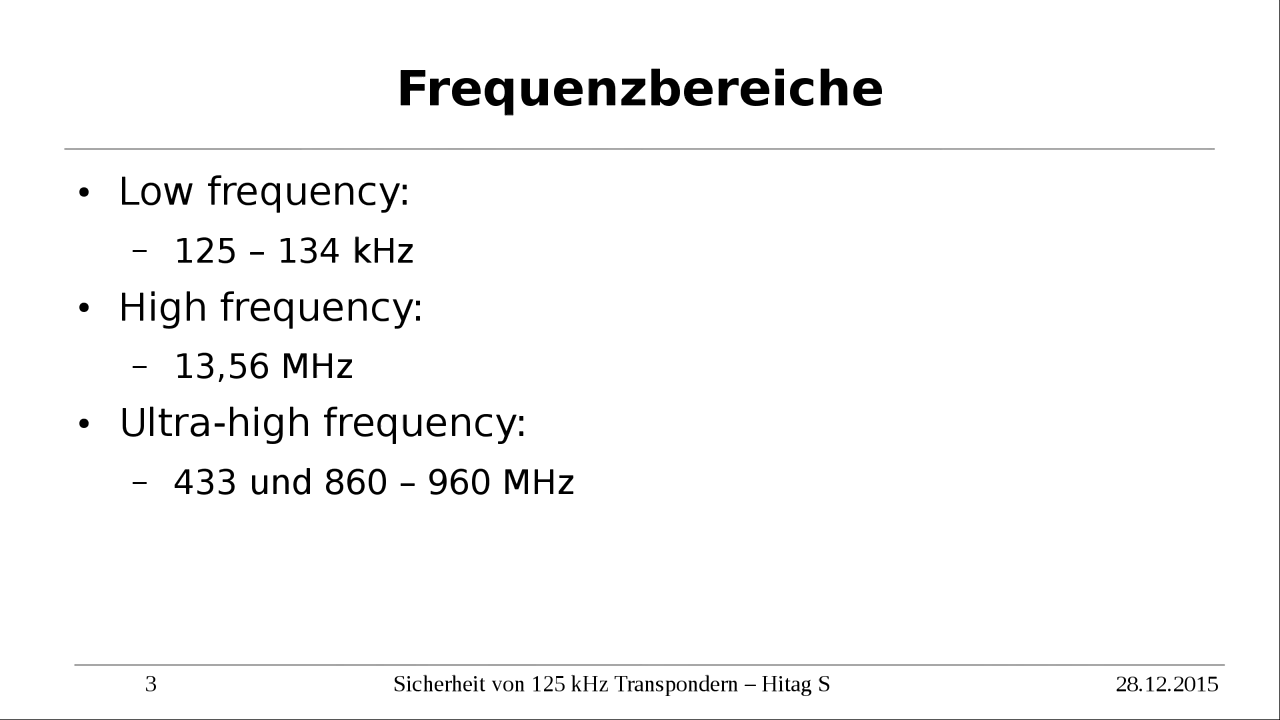 Frequenzbereiche
• Low frequency:
– 125 – 134 kHz
• High frequency:
– 13,56 MHz
• Ultra-high frequency:
– 433 und 860 – 960 MHz
3 Sicherheit von 125 kHz Transpondern – Hitag S 28.12.2015